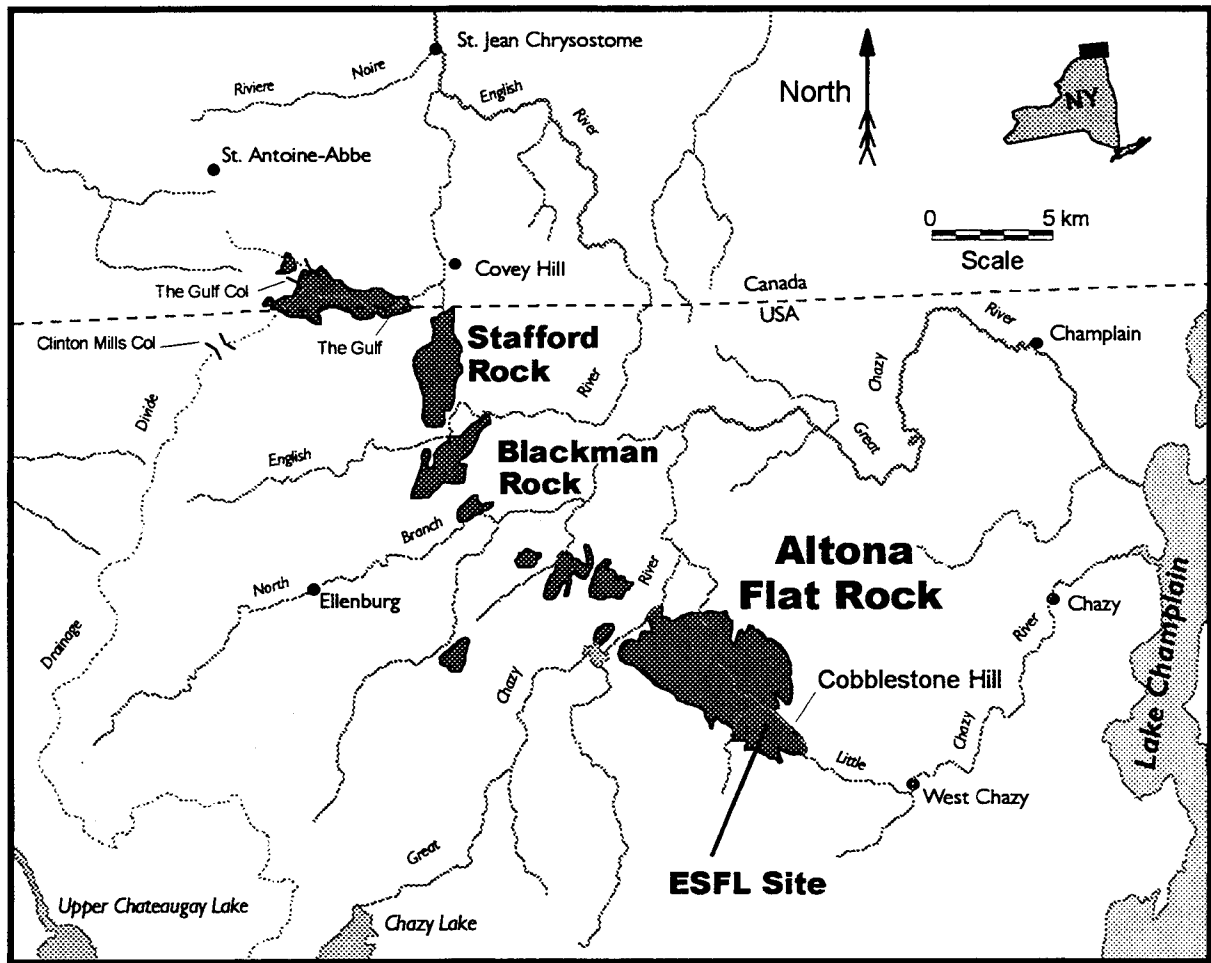 St. Jean Chrysostome
Riviere Noire
English River
North
NY
St. Antoine-Abbe
0 5 km
Scale
Covey Hill
The Gulf Col
Canada
USA
Clinton Mills Col
The Gulf
Stafford
Rock
River
Champlain
Chazy
Great
Divide
River
English
Blackman
Rock
Branch
North
Ellenburg
Altona
Flat Rock
River
Chazy
River
Drainage
Chazy
Cobblestone Hill
Lake Champlain
Chazy
Little
West Chazy
Great
ESFL Site
Upper Chateaugay Lake
Chazy Lake